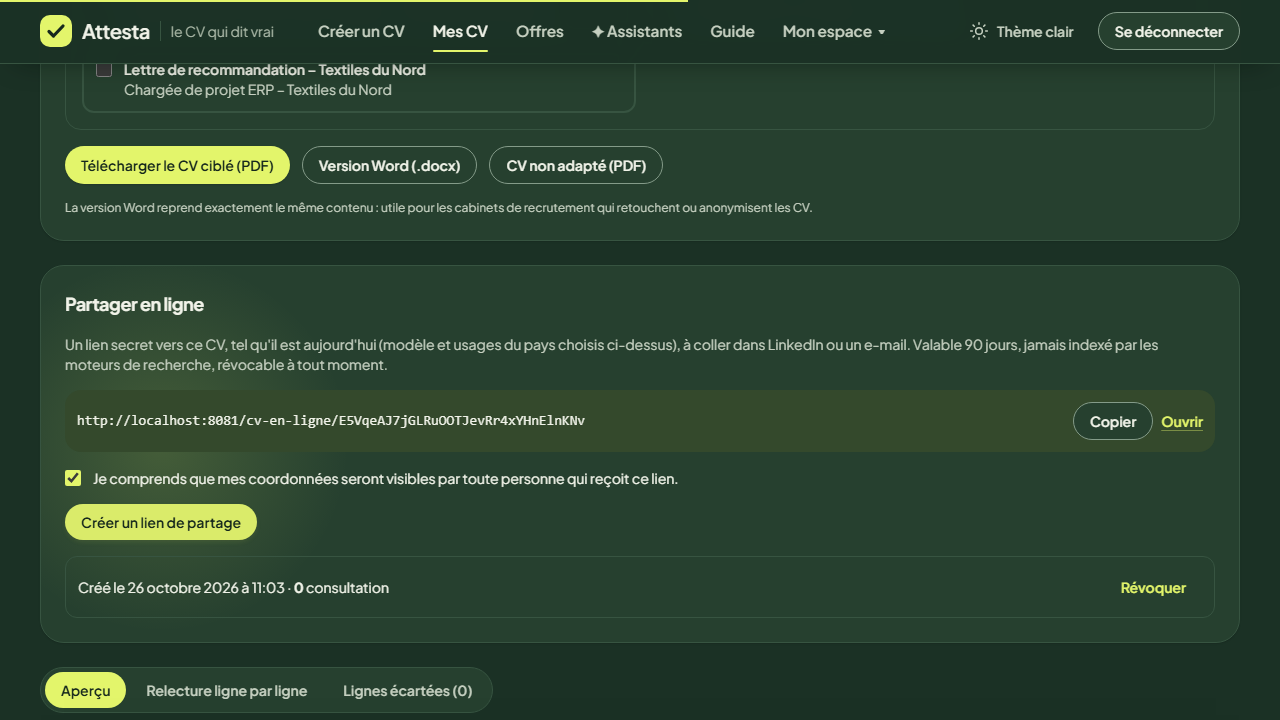 Attesta
le CV qui dit vrai
Créer un CV
Mes CV
Offres
✦ Assistants
Guide
Mon espace
Thème clair
Se déconnecter
Lettre de recommandation – Textiles du Nord
Chargée de projet ERP – Textiles du Nord
Télécharger le CV ciblé (PDF)
Version Word (.docx)
CV non adapté (PDF)
La version Word reprend exactement le même contenu : utile pour les cabinets de recrutement qui retouchent ou anonymisent les CV.
Partager en ligne
Un lien secret vers ce CV, tel qu'il est aujourd'hui (modèle et usages du pays choisis ci-dessus), à coller dans LinkedIn ou un e-mail. Valable 90 jours, jamais indexé par les
moteurs de recherche, révocable à tout moment.
http://localhost:8081/cv-en-ligne/E5VqeAJ7jGLRuOOTJevRr4xYHnElnKNv
Copier
Ouvrir
Je comprends que mes coordonnées seront visibles par toute personne qui reçoit ce lien.
Créer un lien de partage
Créé le 26 octobre 2026 à 11:03 · 0 consultation
Révoquer
Aperçu
Relecture ligne par ligne
Lignes écartées (0)